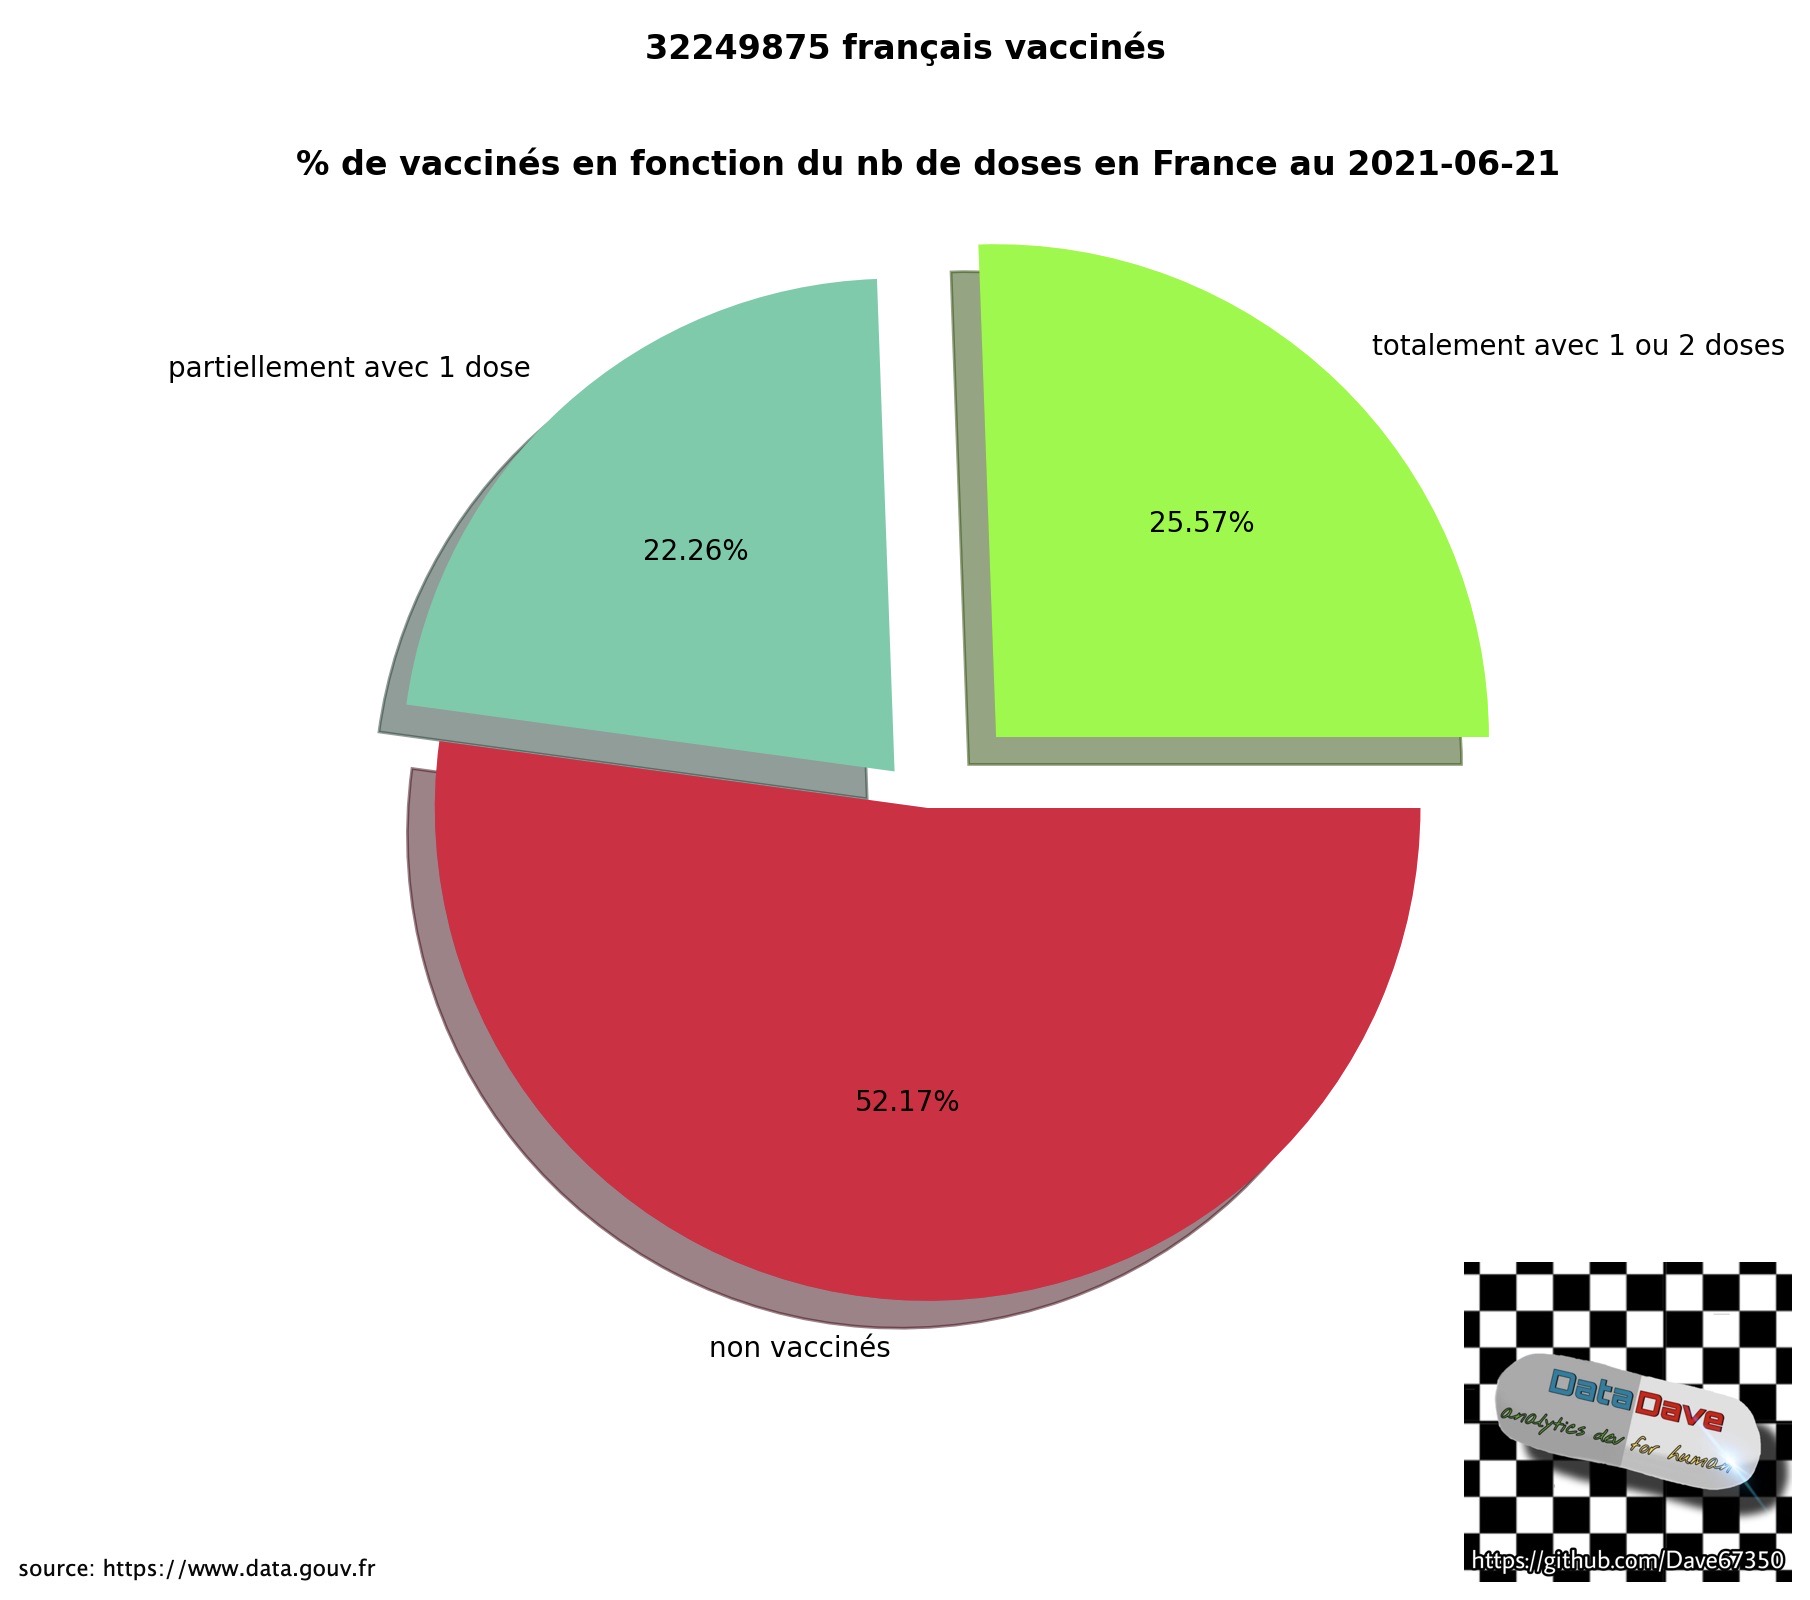 32249875 français vaccinés
% de vaccinés en fonction du nb de doses en France au 2021-06-21
partiellement avec 1 dose
totalement avec 1 ou 2 doses
25.57%
22.26%
52.17%
non vaccinés
DataDave
analytics dev for human
https://github.com/Dave67350
source: https://www.data.gouv.fr